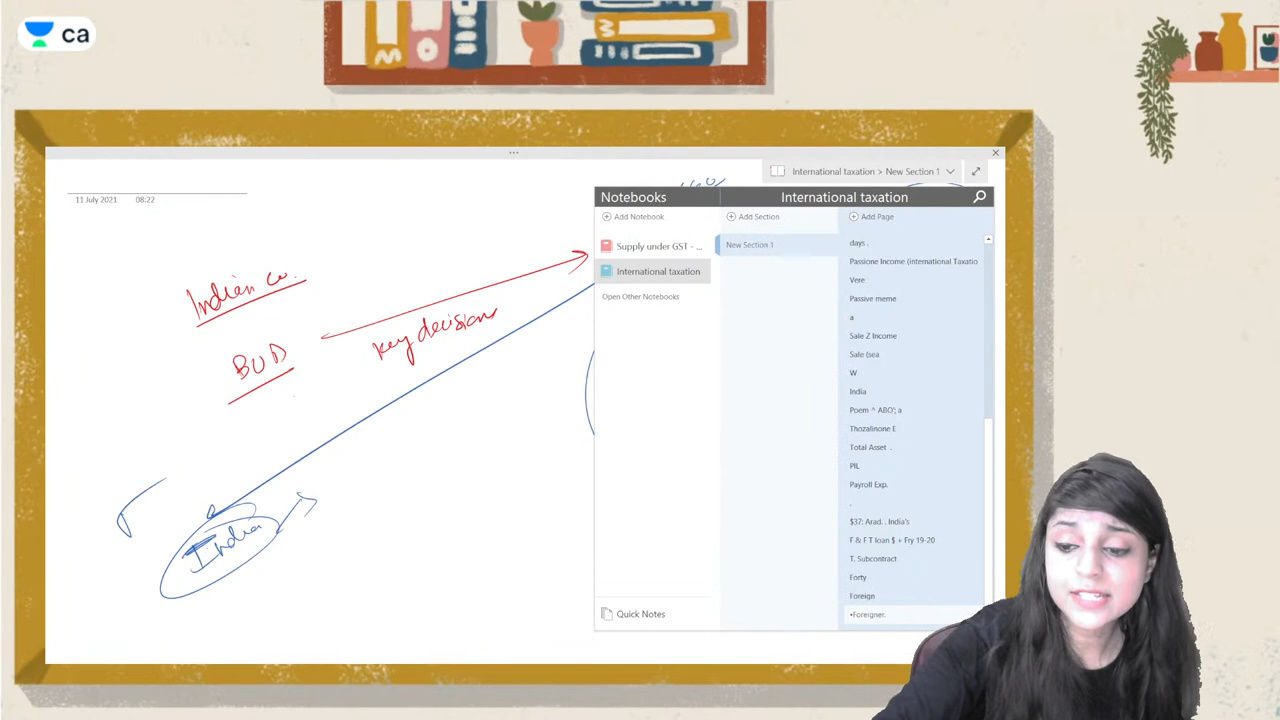 ca
11 July 2021 08:22
International taxation > New Section 1
Notebooks
International taxation
Add Notebook
Add Section
Add Page
Supply under GST - ...
International taxation
Open Other Notebooks
Quick Notes
New Section 1
days .
Passione Income (international Taxatio
Vere
Passive meme
a
Sale Z Income
Sale (sea
W
India
Poem ^ ABO'; a
Thozalinone E
Total Asset .
PIL
Payroll Exp.
.
$37: Arad. . India's
F & F T loan $ + Fry 19-20
T. Subcontract
Forty
Foreign
•Foreigner.
Indian co.
BOD
key decisions
India